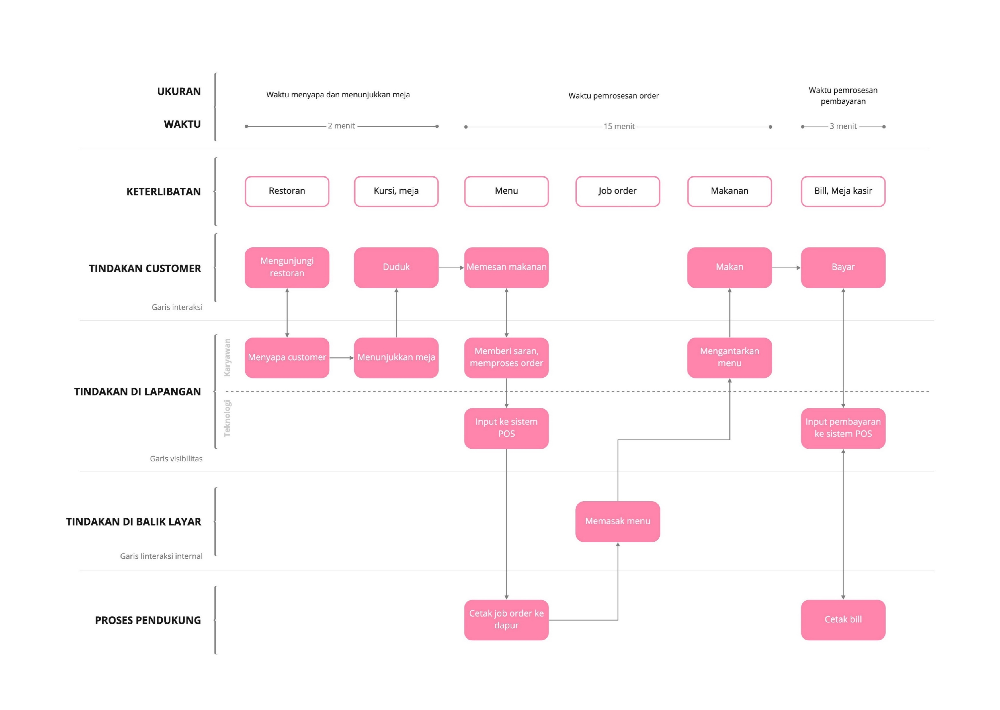 UKURAN
Waktu menyapa dan menunjukkan meja
Waktu pemrosesan order
Waktu pemrosesan
pembayaran
WAKTU
2 menit
15 menit
3 menit
KETERLIBATAN
Restoran
Kursi, meja
Menu
Job order
Makanan
Bill, Meja kasir
TINDAKAN CUSTOMER
Mengunjungi
restoran
Duduk
Memesan makanan
Makan
Bayar
Garis interaksi
TINDAKAN DI LAPANGAN
Karyawan
Menyapa customer
Menunjukkan meja
Memberi saran,
memproses order
Mengantarkan
menu
Teknologi
Input ke sistem
POS
Input pembayaran
ke sistem POS
Garis visibilitas
TINDAKAN DI BALIK LAYAR
Memasak menu
Garis linteraksi internal
PROSES PENDUKUNG
Cetak job order ke
dapur
Cetak bill